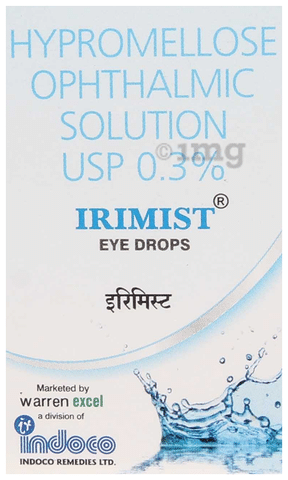 HYPROMELLOSE
OPHTHALMIC
SOLUTION
USP 0.3%
©1mg
IRIMIST®
EYE DROPS
इरिमिस्ट
Marketed by
warren excel
a division of
indoco
INDOCO REMEDIES LTD.